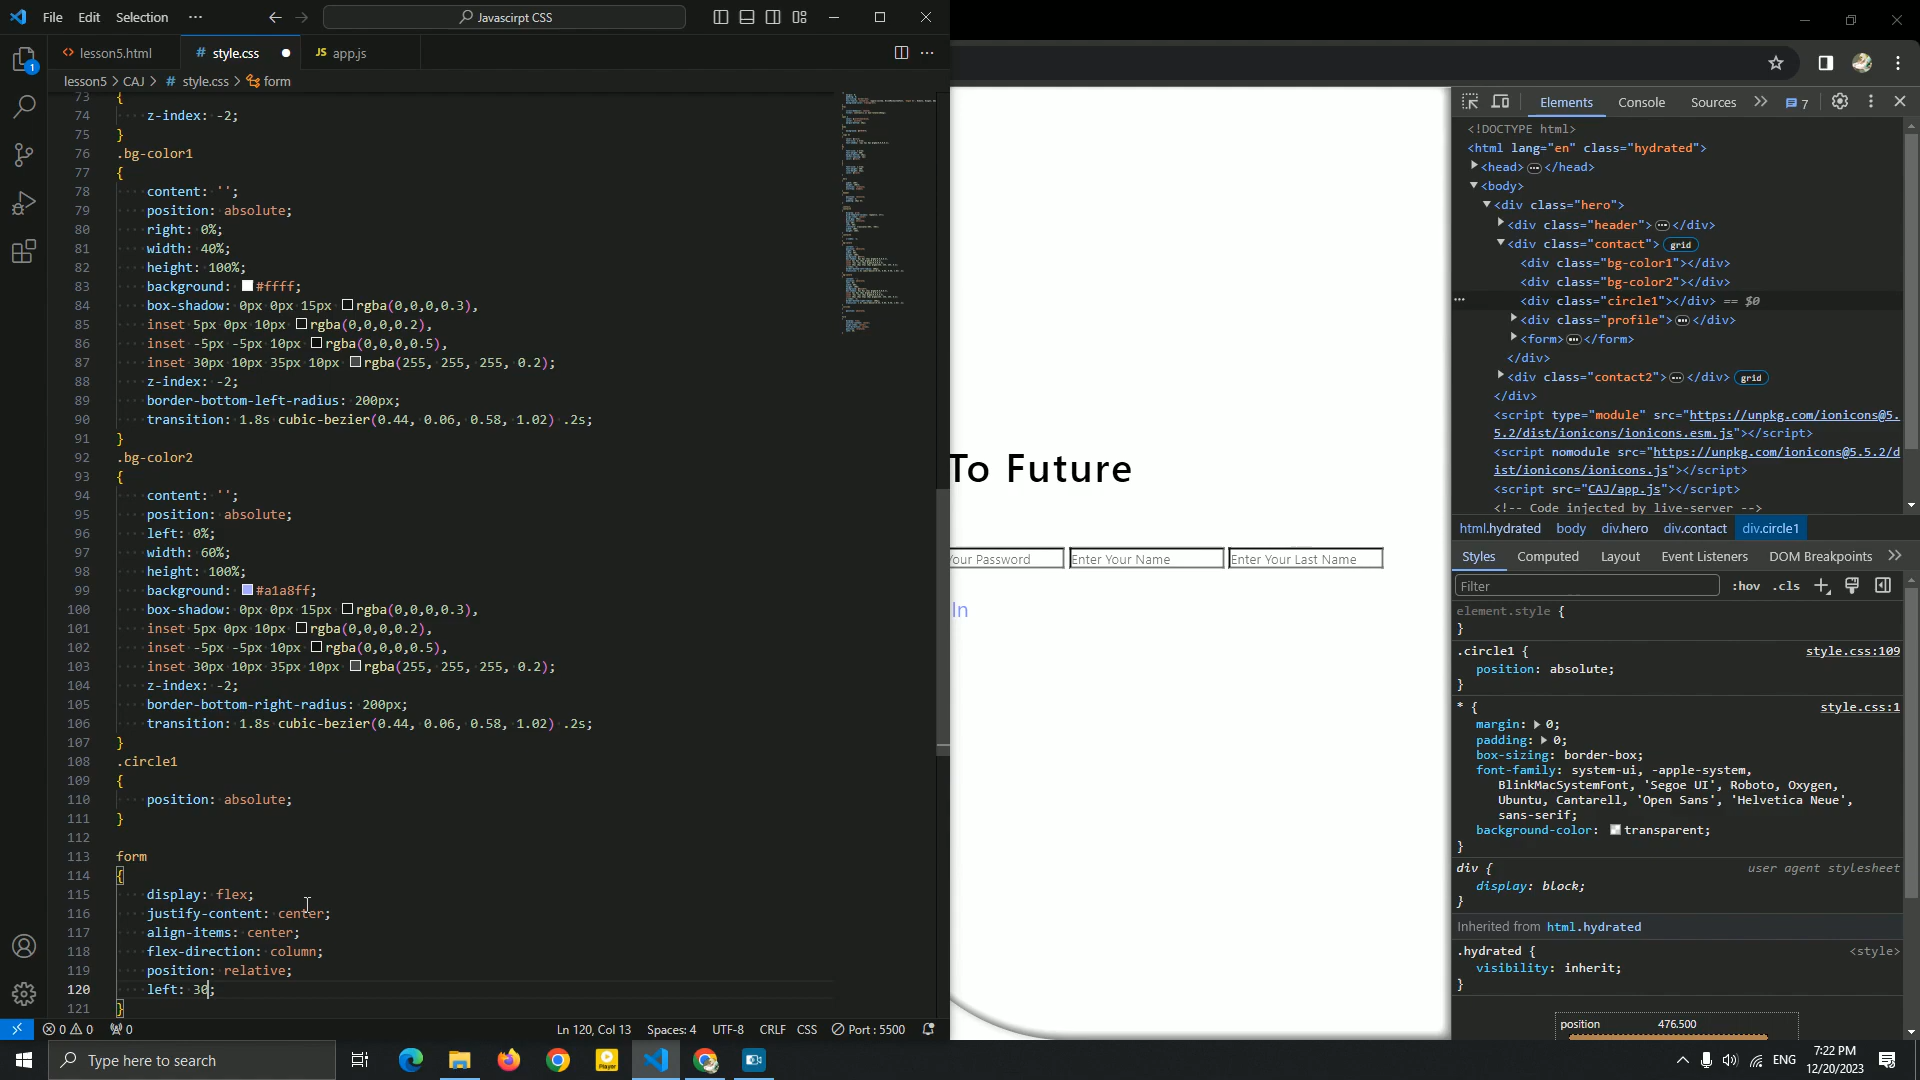 File Edit Selection ··· Javascirpt CSS
lesson5.html # style.css JS app.js
lesson5 > CAJ > # style.css > form
73 {
74 z-index: -2;
75 }
76 .bg-color1
77 {
78 content: '';
79 position: absolute;
80 right: 0%;
81 width: 40%;
82 height: 100%;
83 background: #ffff;
84 box-shadow: 0px 0px 15px rgba(0,0,0,0.3),
85 inset 5px 0px 10px rgba(0,0,0,0.2),
86 inset -5px -5px 10px rgba(0,0,0,0.5),
87 inset 30px 10px 35px 10px rgba(255, 255, 255, 0.2);
88 z-index: -2;
89 border-bottom-left-radius: 200px;
90 transition: 1.8s cubic-bezier(0.44, 0.06, 0.58, 1.02) .2s;
91 }
92 .bg-color2
93 {
94 content: '';
95 position: absolute;
96 left: 0%;
97 width: 60%;
98 height: 100%;
99 background: #a1a8ff;
100 box-shadow: 0px 0px 15px rgba(0,0,0,0.3),
101 inset 5px 0px 10px rgba(0,0,0,0.2),
102 inset -5px -5px 10px rgba(0,0,0,0.5),
103 inset 30px 10px 35px 10px rgba(255, 255, 255, 0.2);
104 z-index: -2;
105 border-bottom-right-radius: 200px;
106 transition: 1.8s cubic-bezier(0.44, 0.06, 0.58, 1.02) .2s;
107 }
108 .circle1
109 {
110 position: absolute;
111 }
112
113 form
114 {
115 display: flex;
116 justify-content: center;
117 align-items: center;
118 flex-direction: column;
119 position: relative;
120 left: 30;
121 }
0 0 0 Ln 120, Col 13 Spaces: 4 UTF-8 CRLF CSS Port : 5500
To Future
our Password Enter Your Name Enter Your Last Name
In
Elements Console Sources 7
<!DOCTYPE html>
<html lang="en" class="hydrated">
<head> ··· </head>
<body>
<div class="hero">
<div class="header"> ··· </div>
<div class="contact"> grid
<div class="bg-color1"></div>
<div class="bg-color2"></div>
··· <div class="circle1"></div> == $0
<div class="profile"> ··· </div>
<form> ··· </form>
</div>
<div class="contact2"> ··· </div> grid
</div>
<script type="module" src="https://unpkg.com/ionicons@5.
5.2/dist/ionicons/ionicons.esm.js"></script>
<script nomodule src="https://unpkg.com/ionicons@5.5.2/d
ist/ionicons/ionicons.js"></script>
<script src="CAJ/app.js"></script>
<!-- Code injected by live-server -->
html.hydrated body div.hero div.contact div.circle1
Styles Computed Layout Event Listeners DOM Breakpoints
Filter :hov .cls
element.style {
}
.circle1 { style.css:109
position: absolute;
}
* { style.css:1
margin: 0;
padding: 0;
box-sizing: border-box;
font-family: system-ui, -apple-system,
BlinkMacSystemFont, 'Segoe UI', Roboto, Oxygen,
Ubuntu, Cantarell, 'Open Sans', 'Helvetica Neue',
sans-serif;
background-color: transparent;
}
div { user agent stylesheet
display: block;
}
Inherited from html.hydrated
.hydrated { <style>
visibility: inherit;
}
position 476.500
Type here to search ENG 7:22 PM
12/20/2023